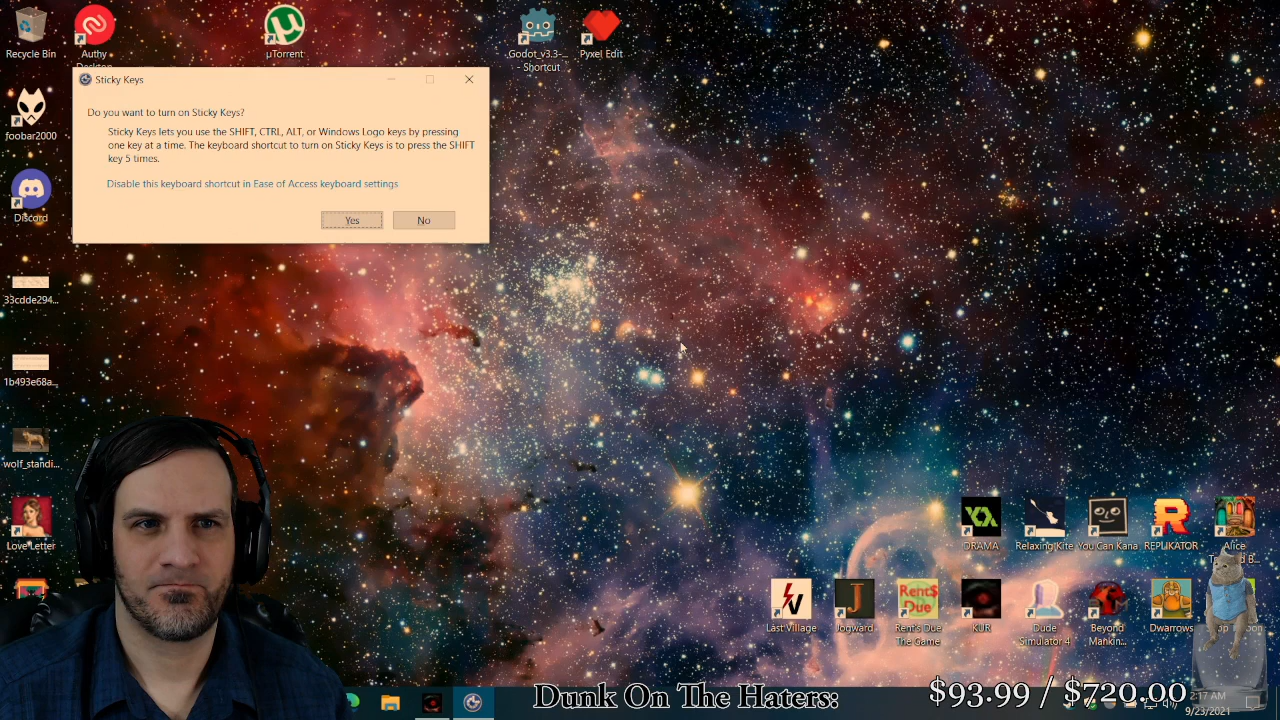 Recycle Bin
Authy
Desktop
µTorrent
Godot_v3.3-...
- Shortcut
Pyxel Edit
Sticky Keys
Do you want to turn on Sticky Keys?
Sticky Keys lets you use the SHIFT, CTRL, ALT, or Windows Logo keys by pressing
one key at a time. The keyboard shortcut to turn on Sticky Keys is to press the SHIFT
key 5 times.
Disable this keyboard shortcut in Ease of Access keyboard settings
Yes
No
foobar2000
Discord
33cdde294...
1b493e68a...
wolf_standi...
Love Letter
DRAMA
Relaxing Kite
You Can Kana
REPLIKATOR
Alice
Last Village
Jogward
Rent$
Due
Rent's Due
The Game
KUR
Dude
Simulator 4
Beyond
Mankin...
Dwarrows
Dunk On The Haters!
$93.99 / $720.00
2:17 AM
9/23/2021